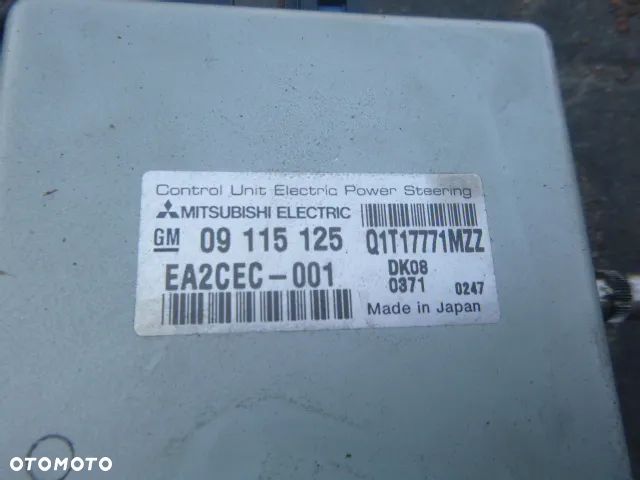 Control Unit Electric Power Steering
MITSUBISHI ELECTRIC
GM 09 115 125 Q1T17771MZZ
EA2CEC-001 DK08
0371 0247
Made in Japan
OTOMOTO